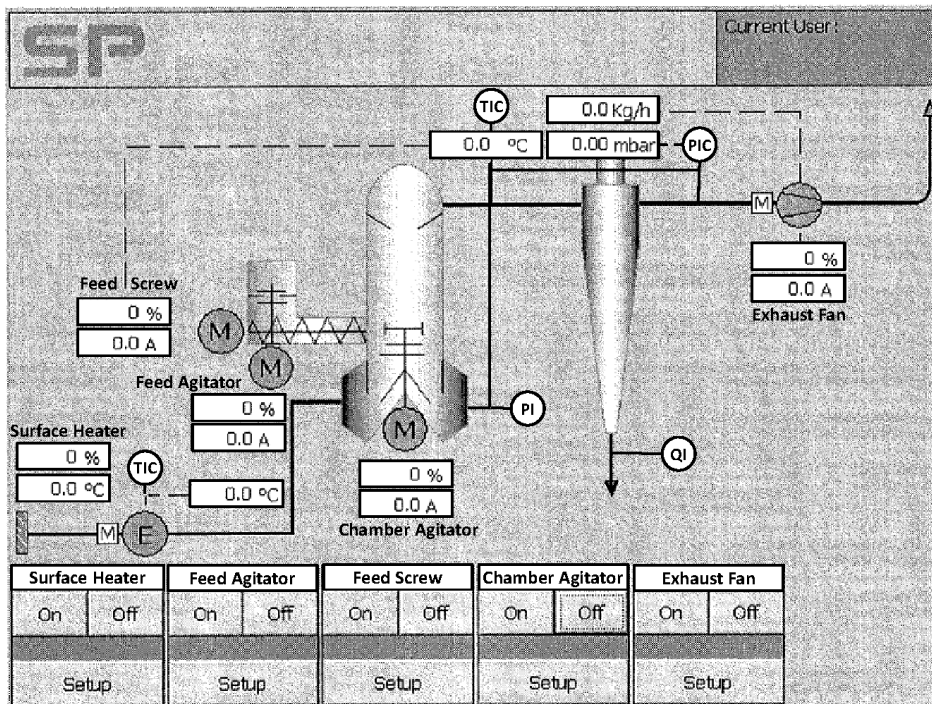 SP
Current User:
TIC
0.0 Kg/h
0.0 ºC
0.00 mbar
PIC
M
Feed Screw
0 %
0.0 A
0 %
0.0 A
Exhaust Fan
M
M
Feed Agitator
0 %
0.0 A
PI
M
Surface Heater
0 %
0.0 ºC
TIC
0.0 ºC
QI
0 %
0.0 A
Chamber Agitator
M
E
Surface Heater
Feed Agitator
Feed Screw
Chamber Agitator
Exhaust Fan
On Off
On Off
On Off
On Off
On Off
Setup
Setup
Setup
Setup
Setup